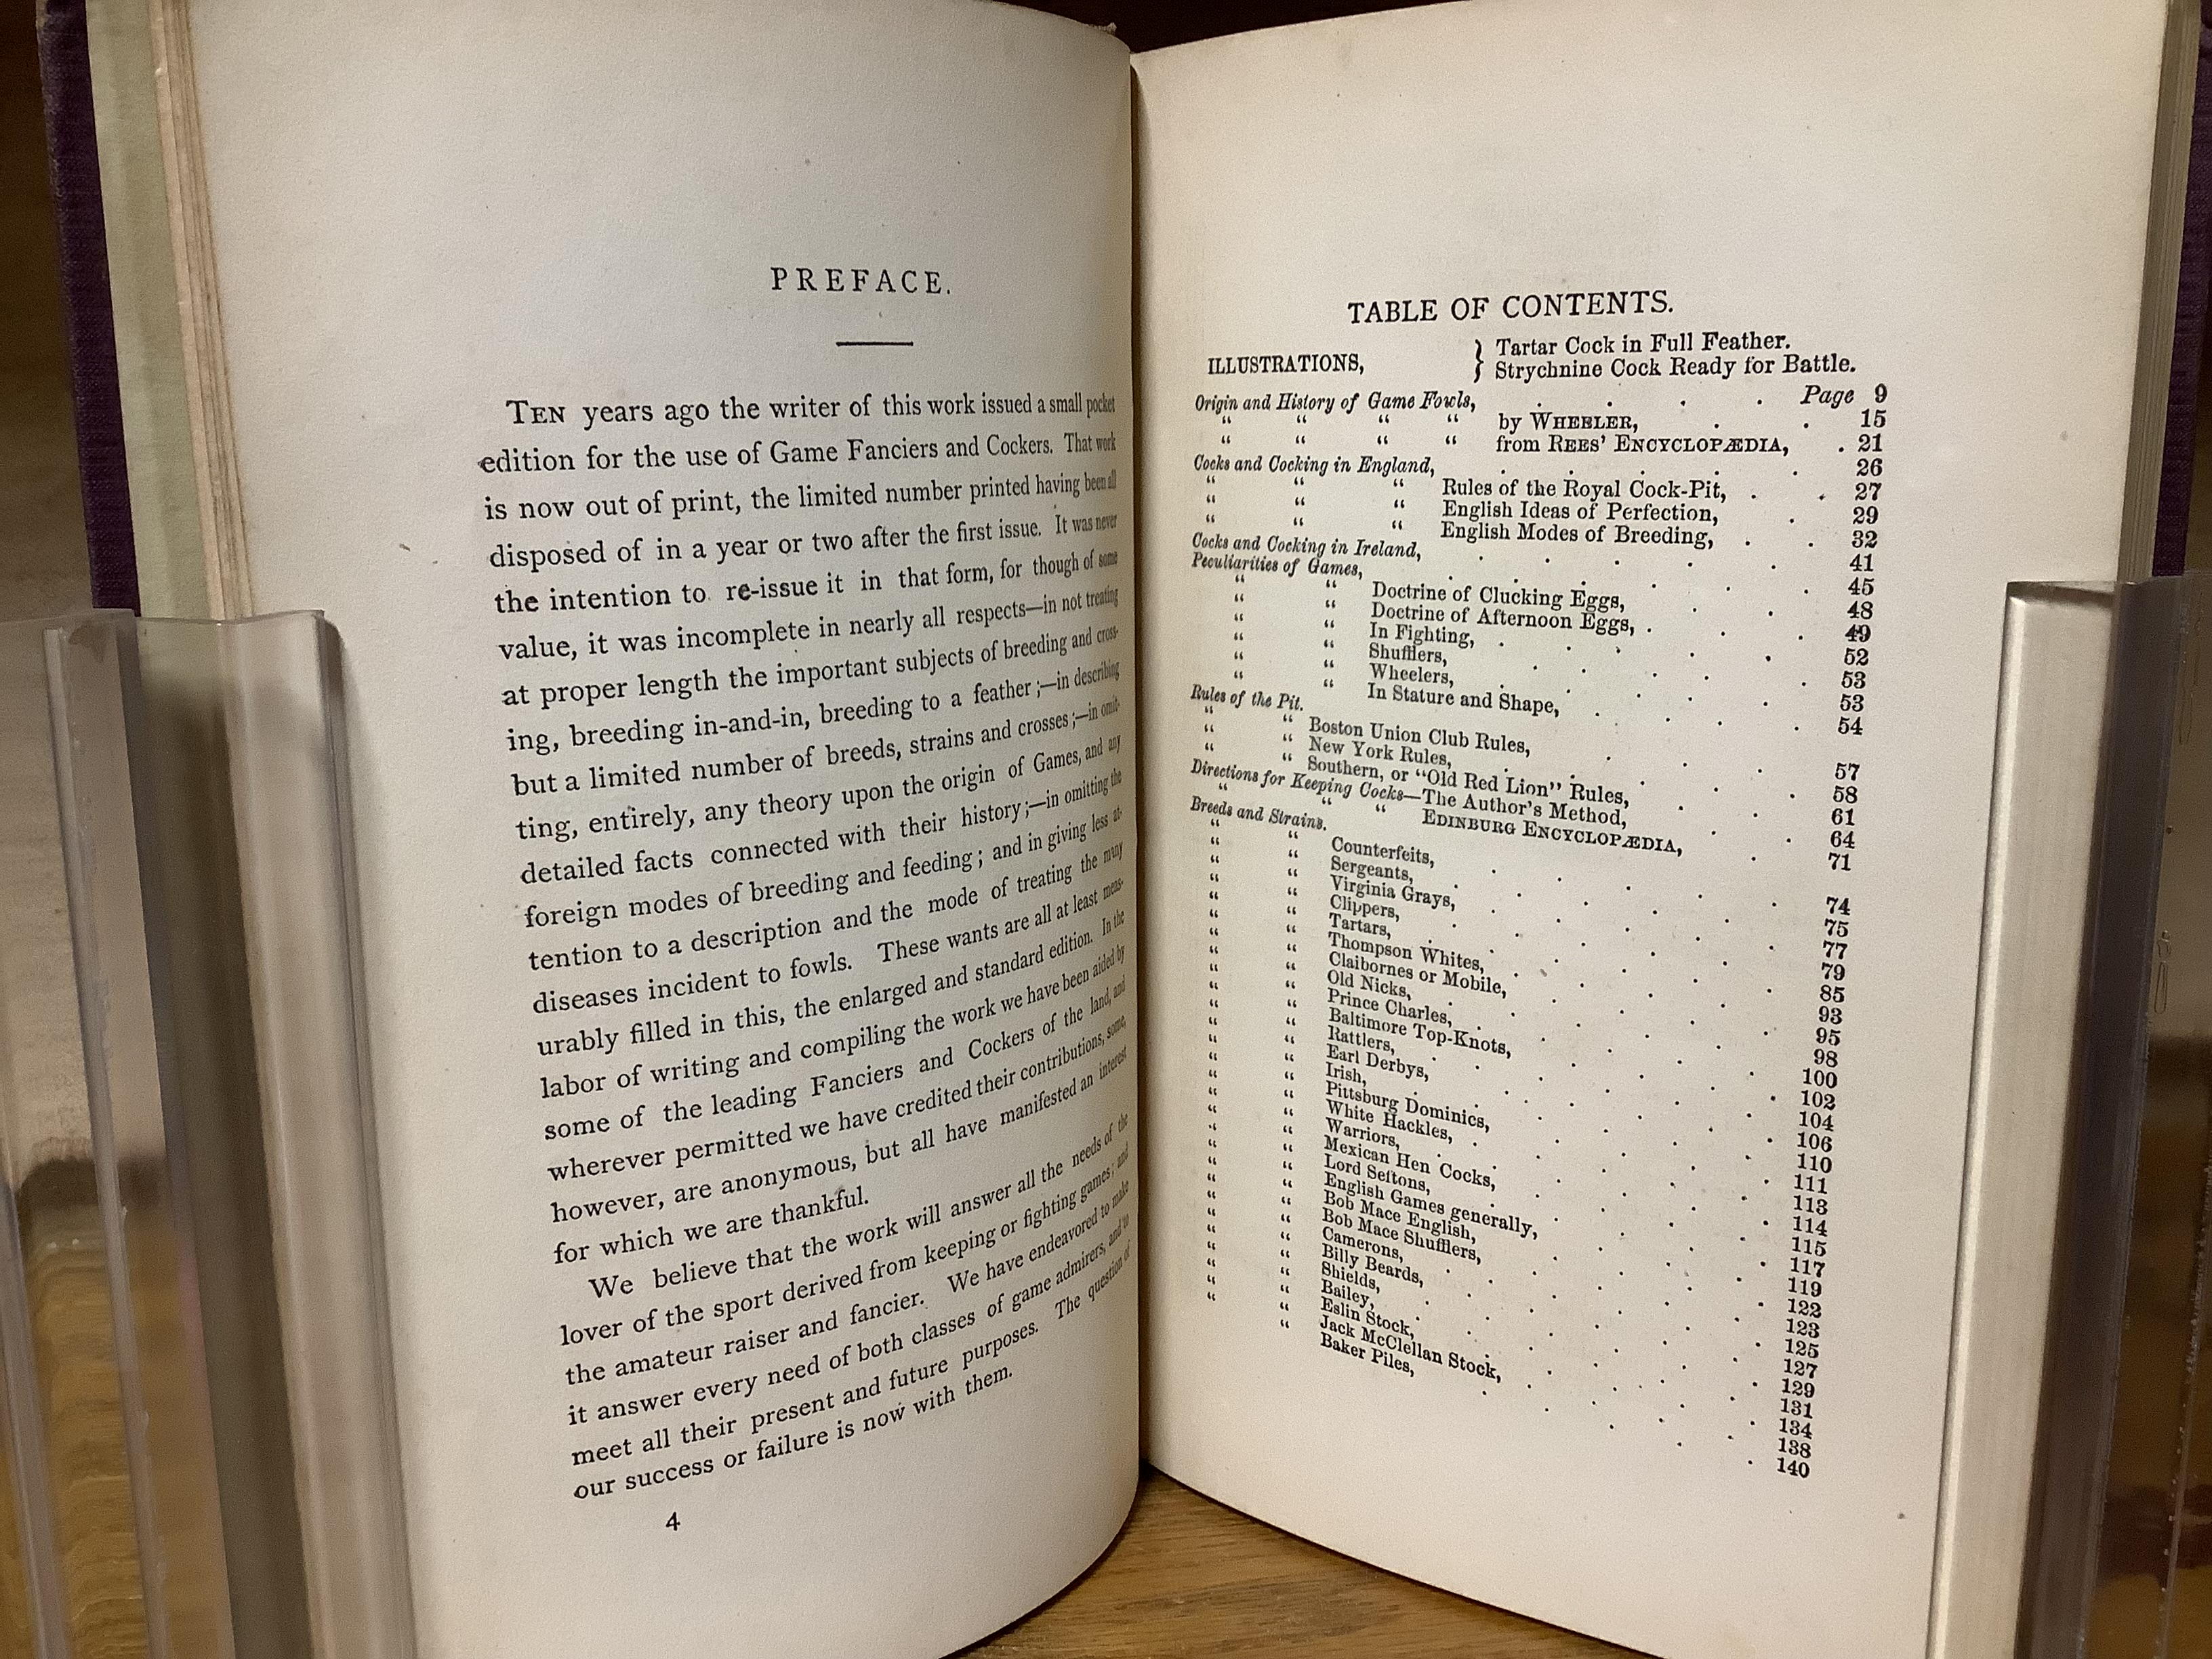 PREFACE.
TEN years ago the writer of this work issued a small pocket
edition for the use of Game Fanciers and Cockers. That work
is now out of print, the limited number printed having been all
disposed of in a year or two after the first issue. It was never
the intention to re-issue it in that form, for though of some
value, it was incomplete in nearly all respects—in not treating
at proper length the important subjects of breeding and cross-
ing, breeding in-and-in, breeding to a feather;—in describing
but a limited number of breeds, strains and crosses;—in omit-
ting, entirely, any theory upon the origin of Games, and any
detailed facts connected with their history;—in omitting the
foreign modes of breeding and feeding; and in giving less at-
tention to a description and the mode of treating the many
diseases incident to fowls. These wants are all at least meas-
urably filled in this, the enlarged and standard edition. In the
labor of writing and compiling the work we have been aided by
some of the leading Fanciers and Cockers of the land, and
wherever permitted we have credited their contributions, some,
however, are anonymous, but all have manifested an interest
for which we are thankful.
We believe that the work will answer all the needs of the
lover of the sport derived from keeping or fighting games; and
the amateur raiser and fancier. We have endeavored to make
it answer every need of both classes of game admirers, and to
meet all their present and future purposes. The question of
our success or failure is now with them.
4
TABLE OF CONTENTS.
ILLUSTRATIONS, } Tartar Cock in Full Feather.
Strychnine Cock Ready for Battle.
Origin and History of Game Fowls, . . . . Page 9
“ “ “ “ by WHEELER, . . 15
“ “ “ “ from REES' ENCYCLOPÆDIA, . 21
Cocks and Cocking in England, . . . . . 26
“ “ “ Rules of the Royal Cock-Pit, . . 27
“ “ “ English Ideas of Perfection, . 29
“ “ “ English Modes of Breeding, . . 32
Cocks and Cocking in Ireland, . . . . . 41
Peculiarities of Games, . . . . . 45
“ “ Doctrine of Clucking Eggs, . . 48
“ “ Doctrine of Afternoon Eggs, . . . 49
“ “ In Fighting, . . . . 52
“ “ Shufflers, . . . . 53
“ “ Wheelers, . . . . 53
“ “ In Stature and Shape, . . . . 54
Rules of the Pit.
“ “ Boston Union Club Rules, . . . 57
“ “ New York Rules, . . . . 58
“ “ Southern, or “Old Red Lion” Rules, . . 61
Directions for Keeping Cocks—The Author's Method, . . 64
“ “ “ EDINBURG ENCYCLOPÆDIA, . 71
Breeds and Strains.
“ “ Counterfeits, . . . . 74
“ “ Sergeants, . . . . 75
“ “ Virginia Grays, . . . . 77
“ “ Clippers, . . . . 79
“ “ Tartars, . . . . 85
“ “ Thompson Whites, . . . . 93
“ “ Claibornes or Mobile, . . . 95
“ “ Old Nicks, . . . . 98
“ “ Prince Charles, . . . . 100
“ “ Baltimore Top-Knots, . . . 102
“ “ Rattlers, . . . . 104
“ “ Earl Derbys, . . . . 106
“ “ Irish, . . . . 110
“ “ Pittsburg Dominics, . . . 111
“ “ White Hackles, . . . . 113
“ “ Warriors, . . . . 114
“ “ Mexican Hen Cocks, . . . 115
“ “ Lord Seftons, . . . . 117
“ “ English Games generally, . . . 119
“ “ Bob Mace English, . . . 122
“ “ Bob Mace Shufflers, . . . 123
“ “ Camerons, . . . . 125
“ “ Billy Beards, . . . . 127
“ “ Shields, . . . . 129
“ “ Bailey, . . . . 131
“ “ Eslin Stock, . . . . 134
“ “ Jack McClellan Stock, . . . 138
“ “ Baker Piles, . . . . 140